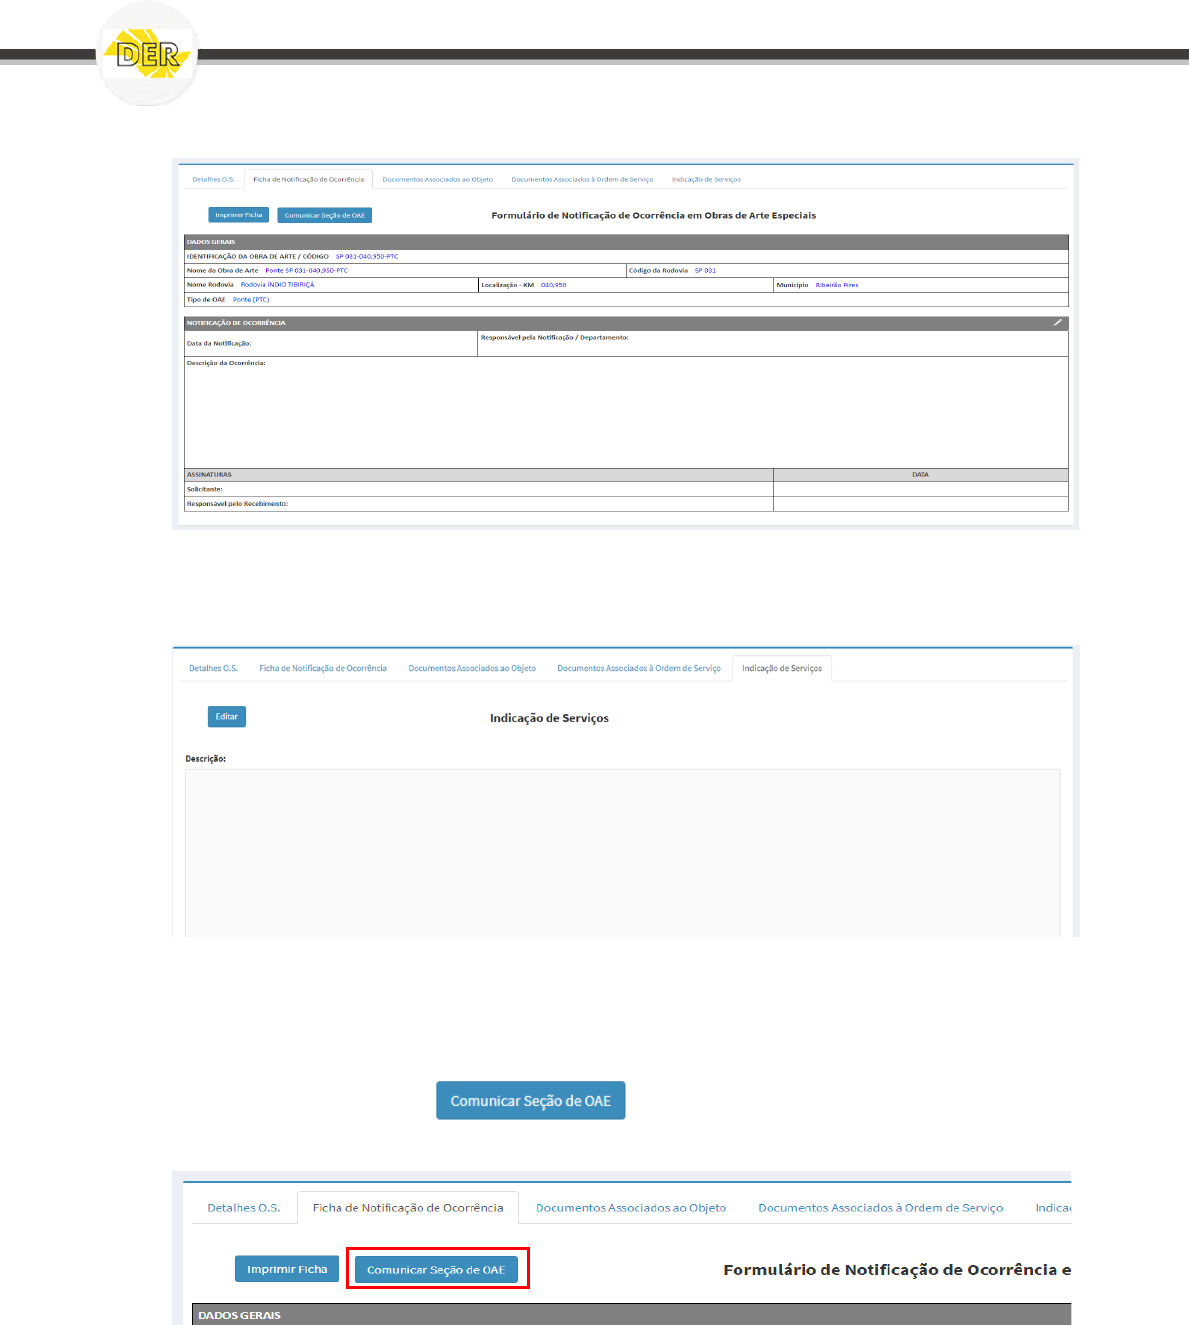 DER
Detalhes O.S. Ficha de Notificação de Ocorrência Documentos Associados ao Objeto Documentos Associados à Ordem de Serviço Indicação de Serviços
Imprimir Ficha Comunicar Seção de OAE Formulário de Notificação de Ocorrência em Obras de Arte Especiais
DADOS GERAIS
IDENTIFICAÇÃO DA OBRA DE ARTE / CÓDIGO SP 031-040,950-PTC
Nome da Obra de Arte Ponte SP 031-040,950-PTC Código da Rodovia SP 031
Nome Rodovia Rodovia ÍNDIO TIBIRIÇÁ Localização - KM 040,950 Município Ribeirão Pires
Tipo de OAE Ponte (PTC)
NOTIFICAÇÃO DE OCORRÊNCIA
Data da Notificação: Responsável pela Notificação / Departamento:
Descrição da Ocorrência:
ASSINATURAS DATA
Solicitante:
Responsável pelo Recebimento:
Detalhes O.S. Ficha de Notificação de Ocorrência Documentos Associados ao Objeto Documentos Associados à Ordem de Serviço Indicação de Serviços
Editar Indicação de Serviços
Descrição:
Comunicar Seção de OAE
Detalhes O.S. Ficha de Notificação de Ocorrência Documentos Associados ao Objeto Documentos Associados à Ordem de Serviço Indica
Imprimir Ficha Comunicar Seção de OAE Formulário de Notificação de Ocorrência e
DADOS GERAIS